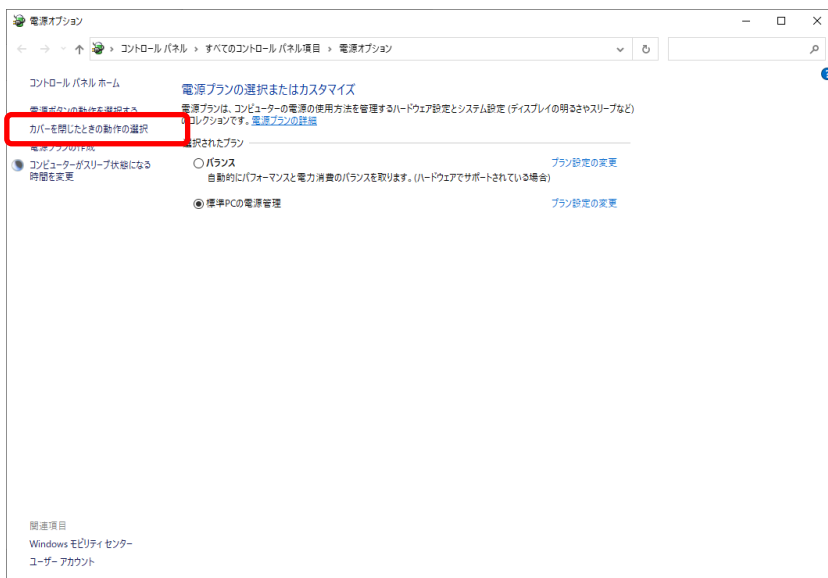 電源オプション
コントロール パネル › すべてのコントロール パネル項目 › 電源オプション
コントロール パネル ホーム
電源ボタンの動作を選択する
カバーを閉じたときの動作の選択
電源プランの作成
コンピューターがスリープ状態になる
時間を変更
電源プランの選択またはカスタマイズ
電源プランは、コンピューターの電源の使用方法を管理するハードウェア設定とシステム設定 (ディスプレイの明るさやスリープなど)
のコレクションです。電源プランの詳細
選択されたプラン
バランス プラン設定の変更
自動的にパフォーマンスと電力消費のバランスを取ります。(ハードウェアでサポートされている場合)
標準PCの電源管理 プラン設定の変更
関連項目
Windows モビリティ センター
ユーザー アカウント